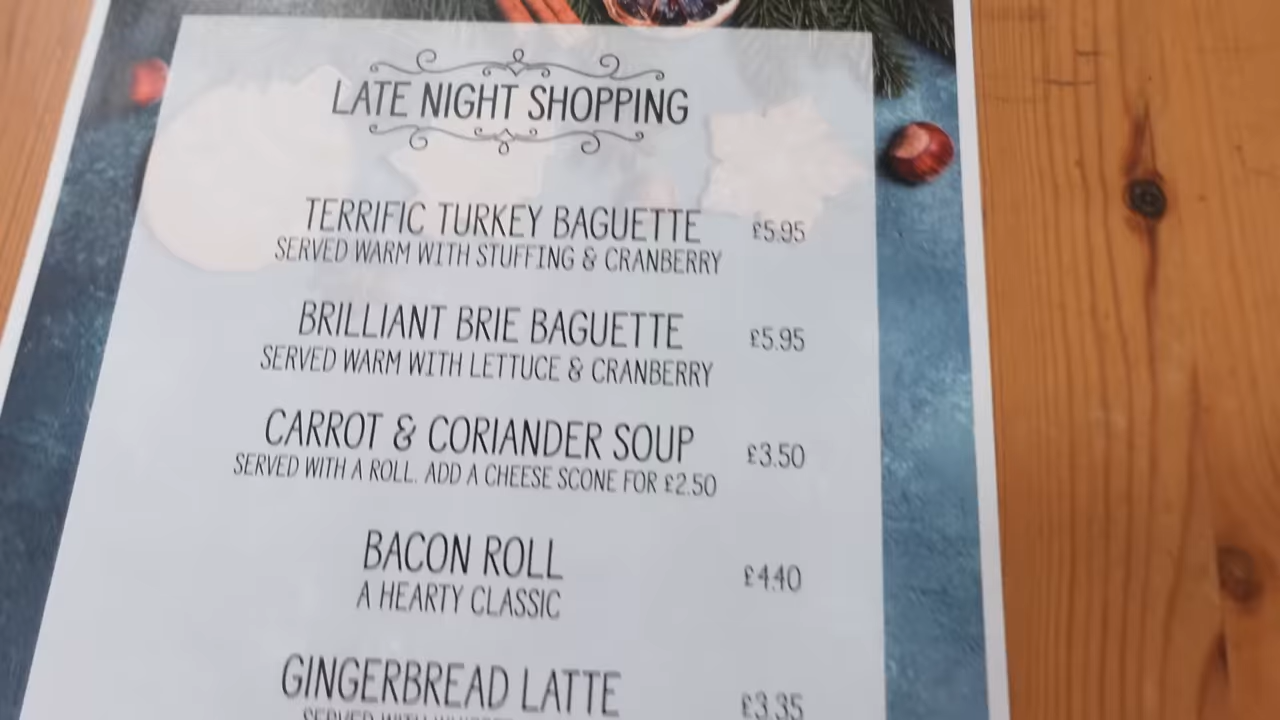 LATE NIGHT SHOPPING
TERRIFIC TURKEY BAGUETTE £5.95
SERVED WARM WITH STUFFING & CRANBERRY
BRILLIANT BRIE BAGUETTE £5.95
SERVED WARM WITH LETTUCE & CRANBERRY
CARROT & CORIANDER SOUP £3.50
SERVED WITH A ROLL. ADD A CHEESE SCONE FOR £2.50
BACON ROLL £4.40
A HEARTY CLASSIC
GINGERBREAD LATTE £3.35
SERVED WITH